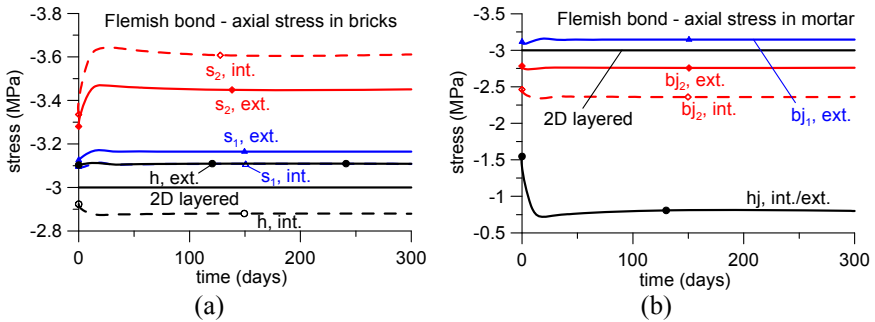 Flemish bond - axial stress in bricks
-3.8
-3.6
-3.4
-3.2
-3
-2.8
stress (MPa)
s2, int.
s2, ext.
s1, ext.
h, ext.
s1, int.
2D layered
h, int.
0
100
200
300
time (days)
(a)
Flemish bond - axial stress in mortar
-3.5
-3
-2.5
-2
-1.5
-1
-0.5
stress (MPa)
bj2, ext.
2D layered
bj2, int.
bj1, ext.
hj, int./ext.
0
100
200
300
time (days)
(b)